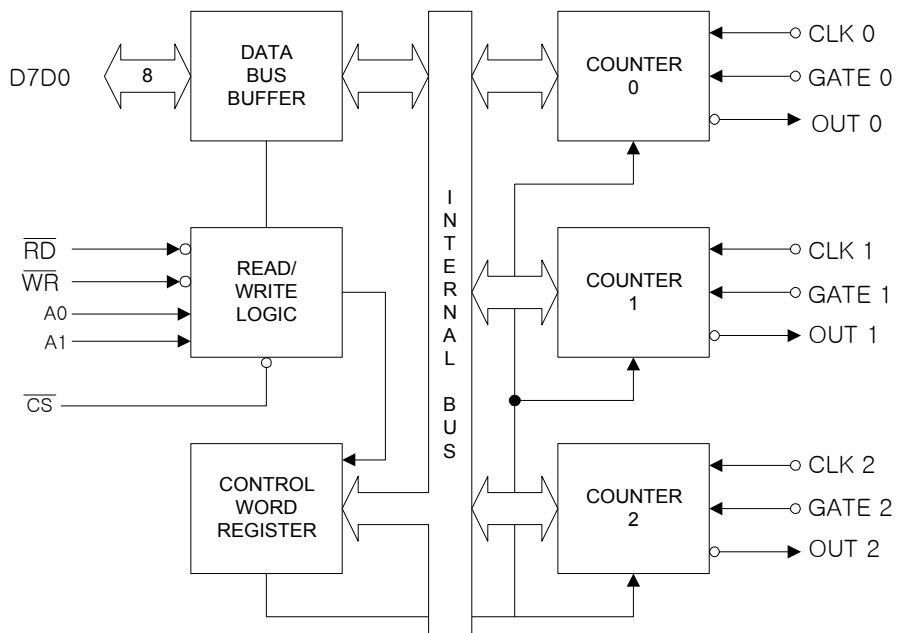 D7D0
8
DATA
BUS
BUFFER
COUNTER
0
CLK 0
GATE 0
OUT 0
RD
WR
A0
A1
CS
READ/
WRITE
LOGIC
INTERNAL BUS
COUNTER
1
CLK 1
GATE 1
OUT 1
CONTROL
WORD
REGISTER
COUNTER
2
CLK 2
GATE 2
OUT 2